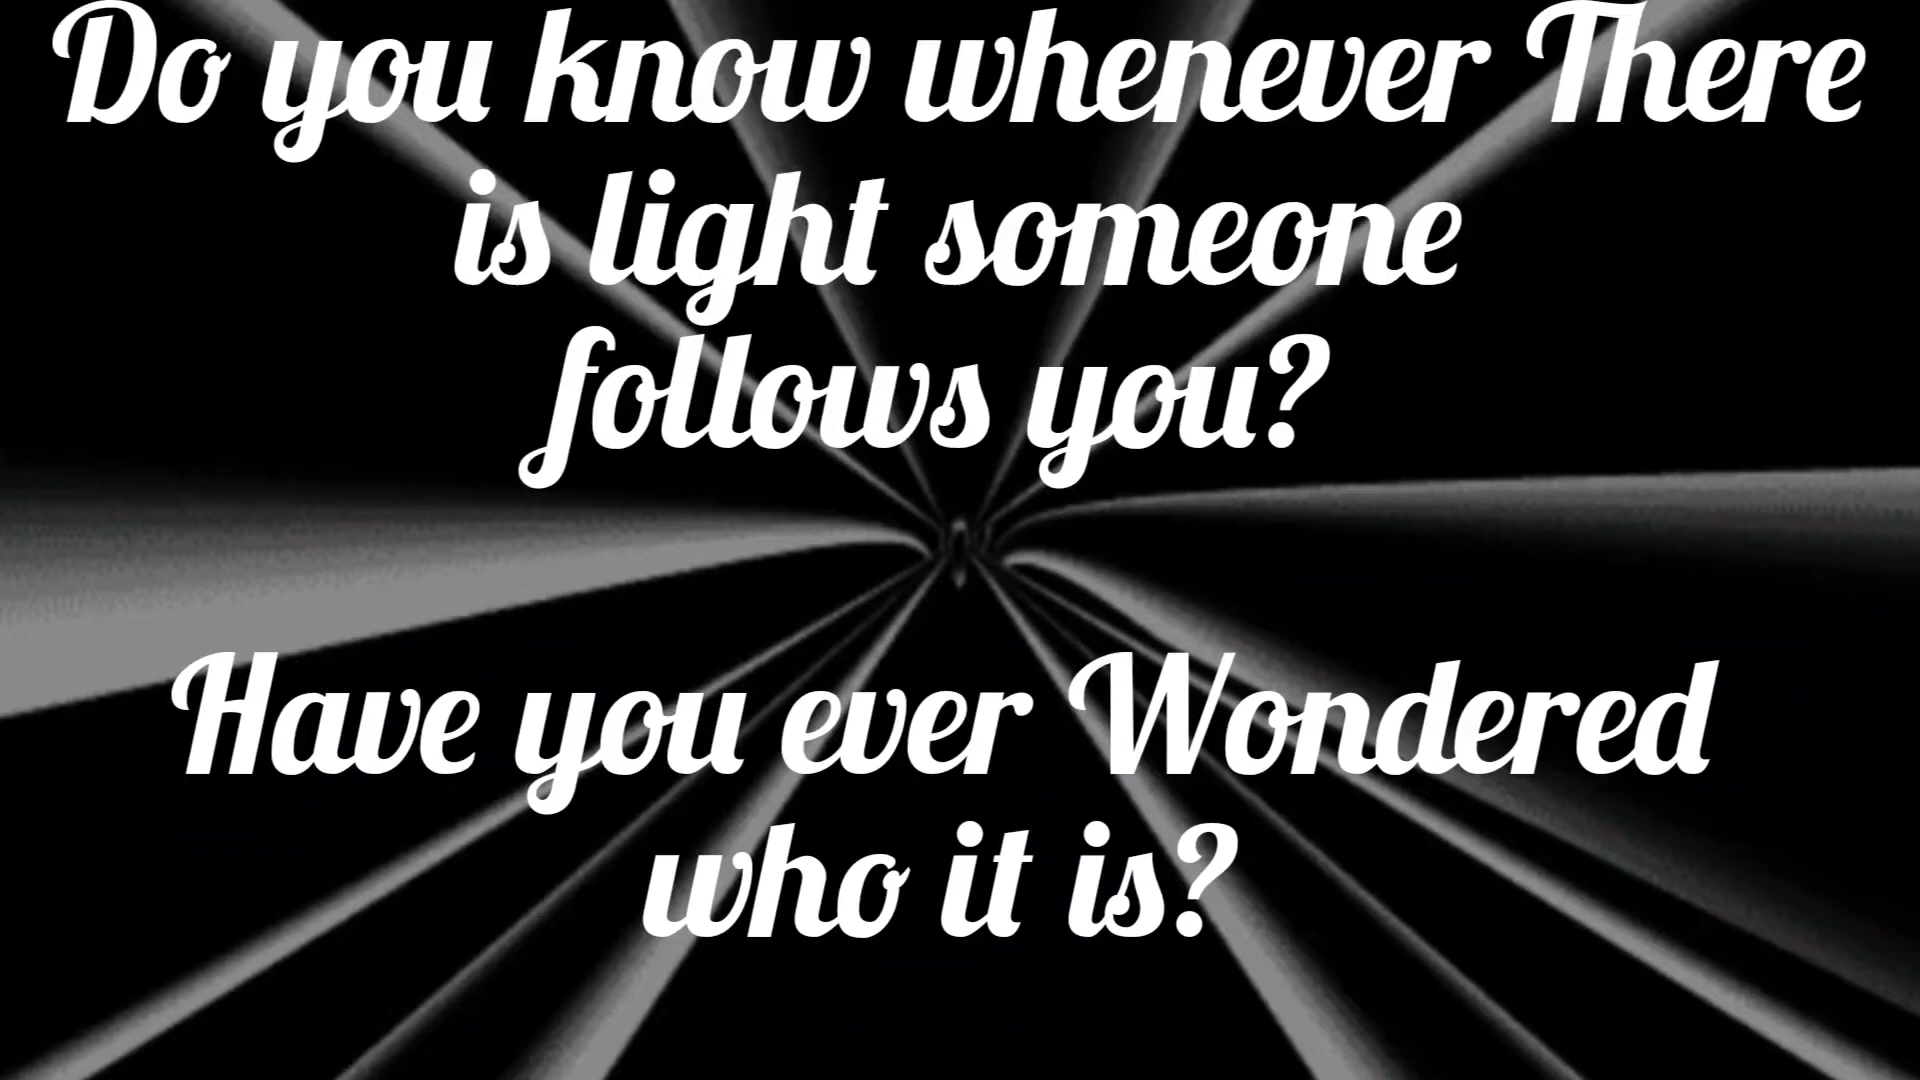 Do you know whenever There
is light someone
follows you?
Have you ever Wondered
who it is?